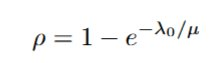 ρ = 1 − e^{−λ₀/μ}